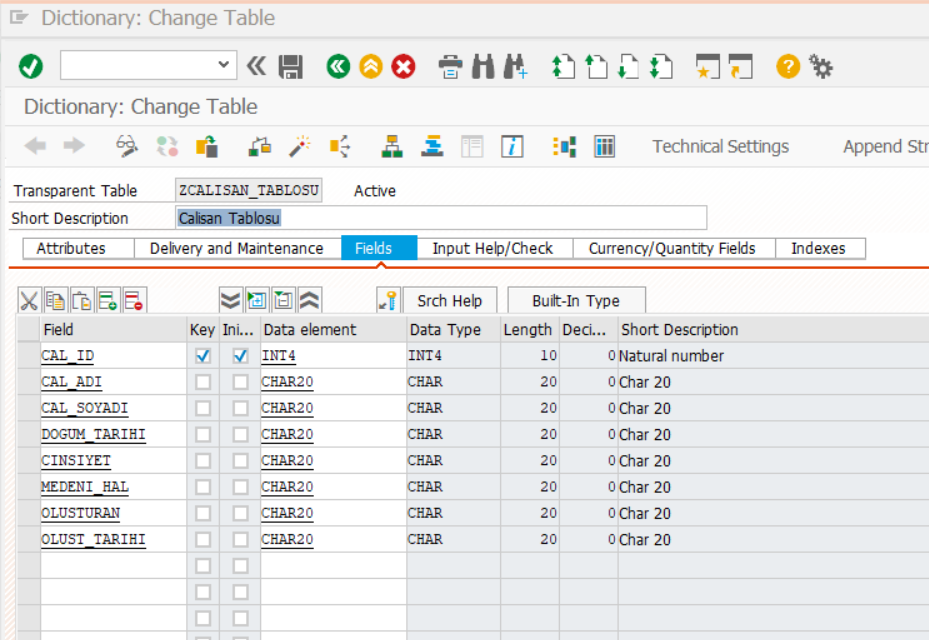 Dictionary: Change Table
Dictionary: Change Table
Technical Settings Append Str
Transparent Table ZCALISAN_TABLOSU Active
Short Description Calisan Tablosu
Attributes Delivery and Maintenance Fields Input Help/Check Currency/Quantity Fields Indexes
Srch Help Built-In Type
Field Key Ini... Data element Data Type Length Deci... Short Description
CAL_ID INT4 INT4 10 0 Natural number
CAL_ADI CHAR20 CHAR 20 0 Char 20
CAL_SOYADI CHAR20 CHAR 20 0 Char 20
DOGUM_TARIHI CHAR20 CHAR 20 0 Char 20
CINSIYET CHAR20 CHAR 20 0 Char 20
MEDENI_HAL CHAR20 CHAR 20 0 Char 20
OLUSTURAN CHAR20 CHAR 20 0 Char 20
OLUST_TARIHI CHAR20 CHAR 20 0 Char 20